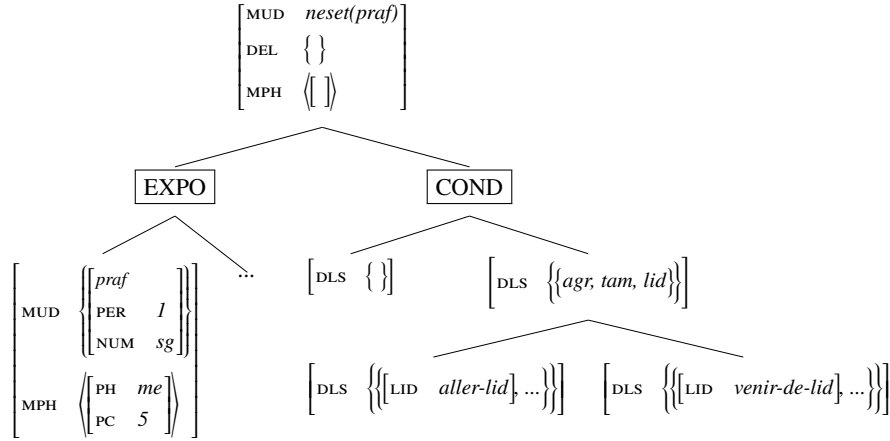 MUD neset(praf)
DEL { }
MPH ⟨[ ]⟩
EXPO COND
MUD {[praf
PER 1
NUM sg]}
MPH ⟨[PH me
PC 5]⟩
...
[DLS { }]
[DLS {{agr, tam, lid}}]
[DLS {{[LID aller-lid], ...}}]
[DLS {{[LID venir-de-lid], ...}}]